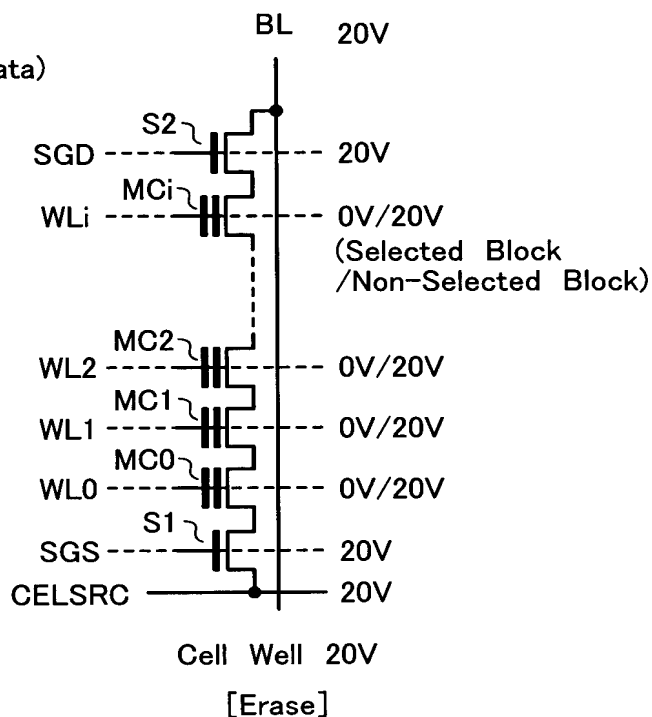 BL 20V
ata)
S2
SGD 20V
MCi
WLi 0V/20V
(Selected Block
/Non-Selected Block)
MC2
WL2 0V/20V
MC1
WL1 0V/20V
MC0
WL0 0V/20V
S1
SGS 20V
CELSRC 20V
Cell Well 20V
[Erase]